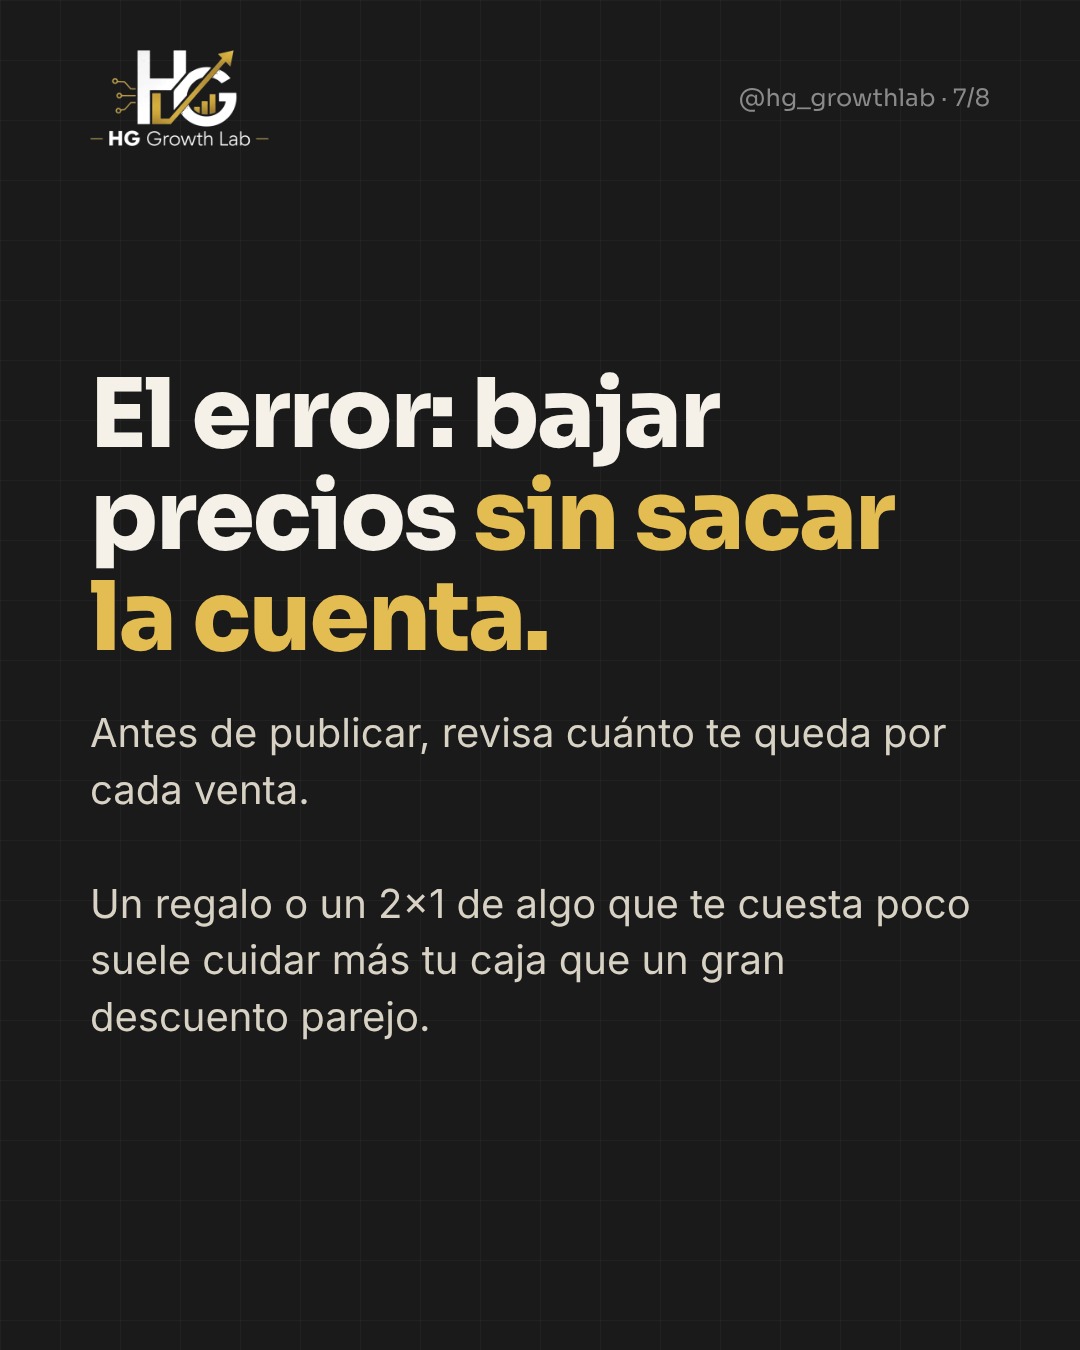 HG
HG Growth Lab
@hg_growthlab · 7/8
El error: bajar
precios sin sacar
la cuenta.
Antes de publicar, revisa cuánto te queda por
cada venta.
Un regalo o un 2×1 de algo que te cuesta poco
suele cuidar más tu caja que un gran
descuento parejo.